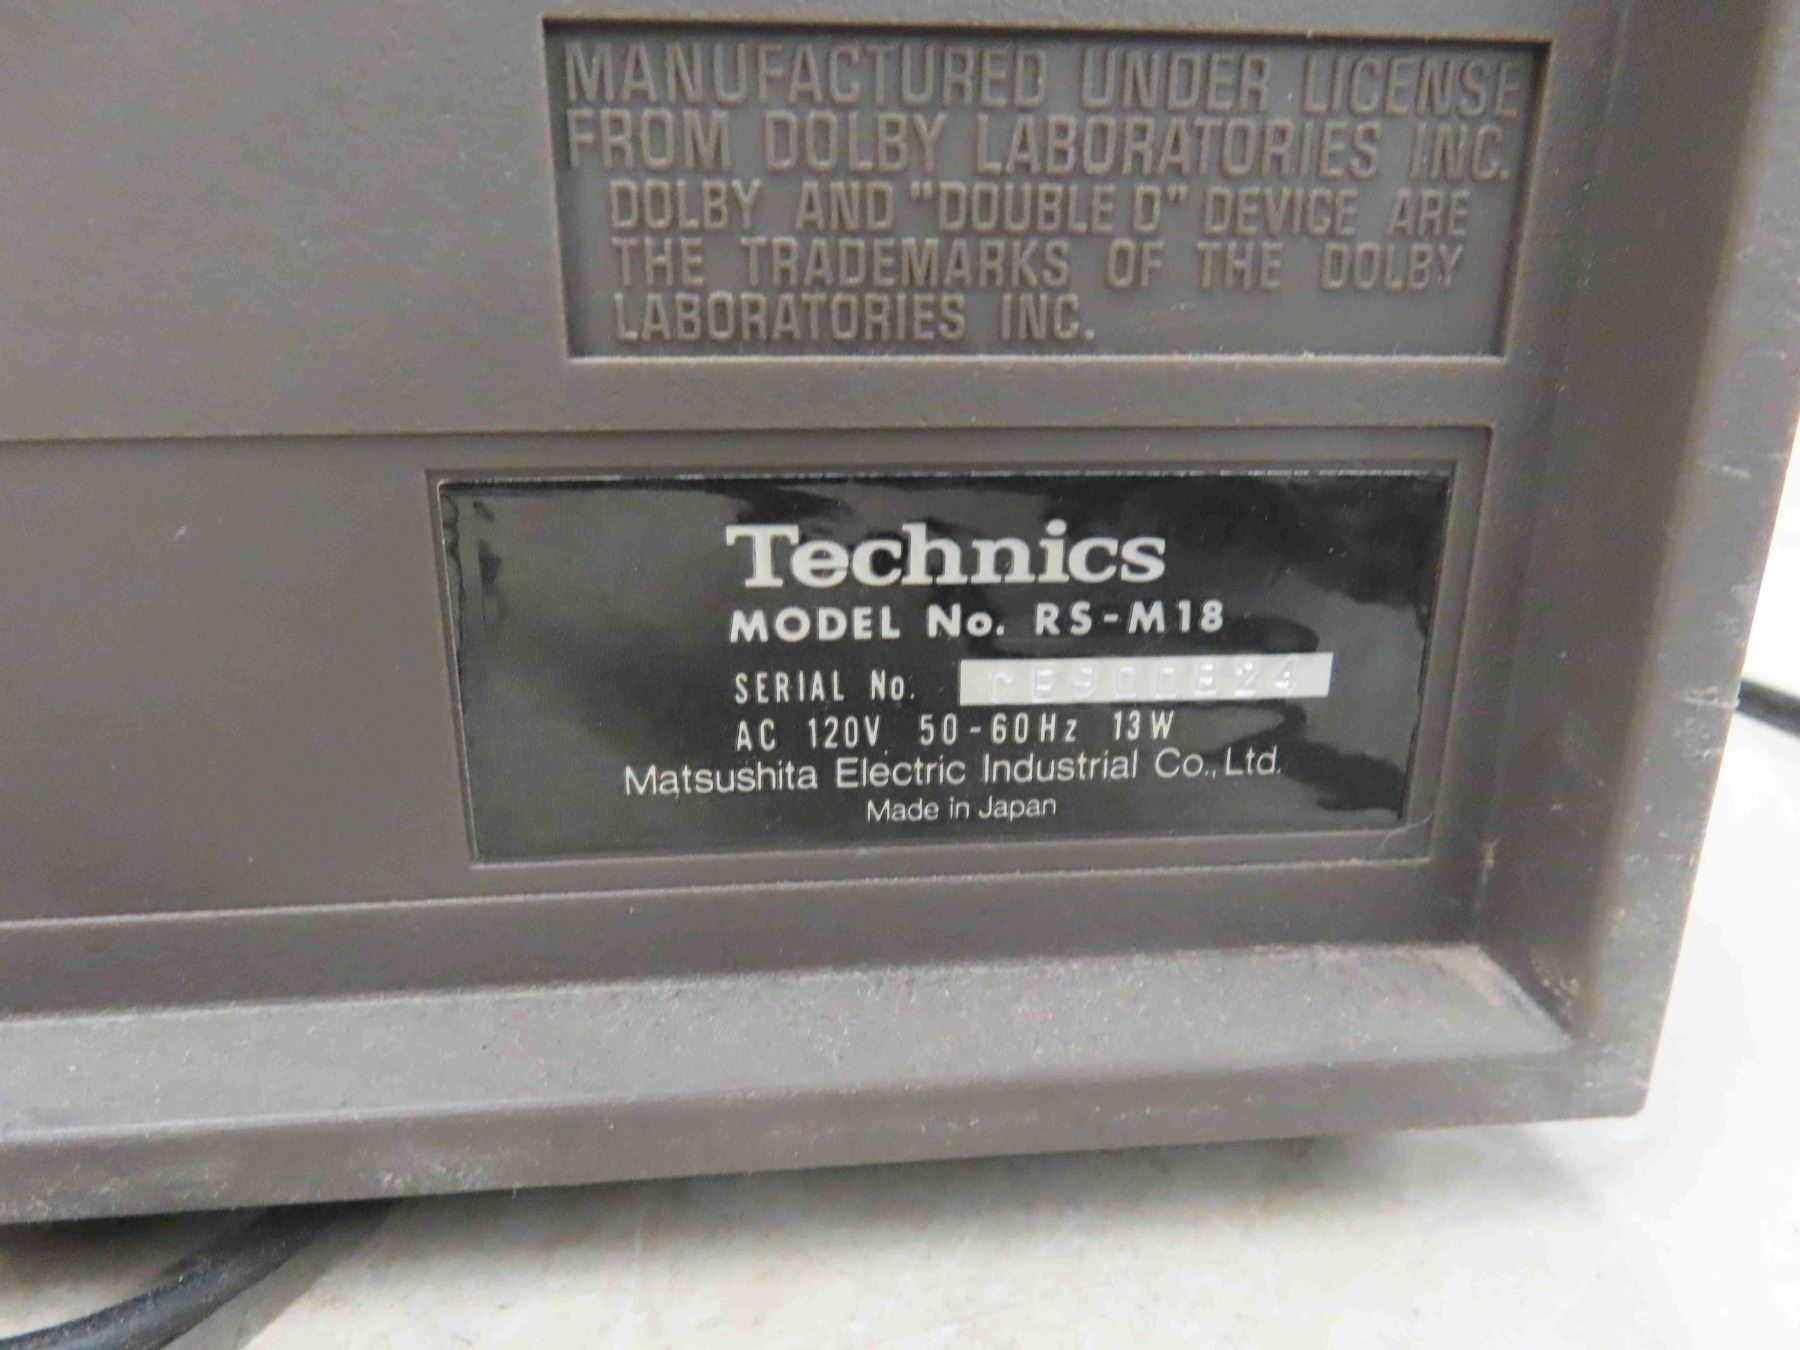 MANUFACTURED UNDER LICENSE
FROM DOLBY LABORATORIES INC.
DOLBY AND "DOUBLE D" DEVICE ARE
THE TRADEMARKS OF THE DOLBY
LABORATORIES INC.
Technics
MODEL No. RS-M18
SERIAL No.
AC 120V 50-60Hz 13W
Matsushita Electric Industrial Co., Ltd.
Made in Japan